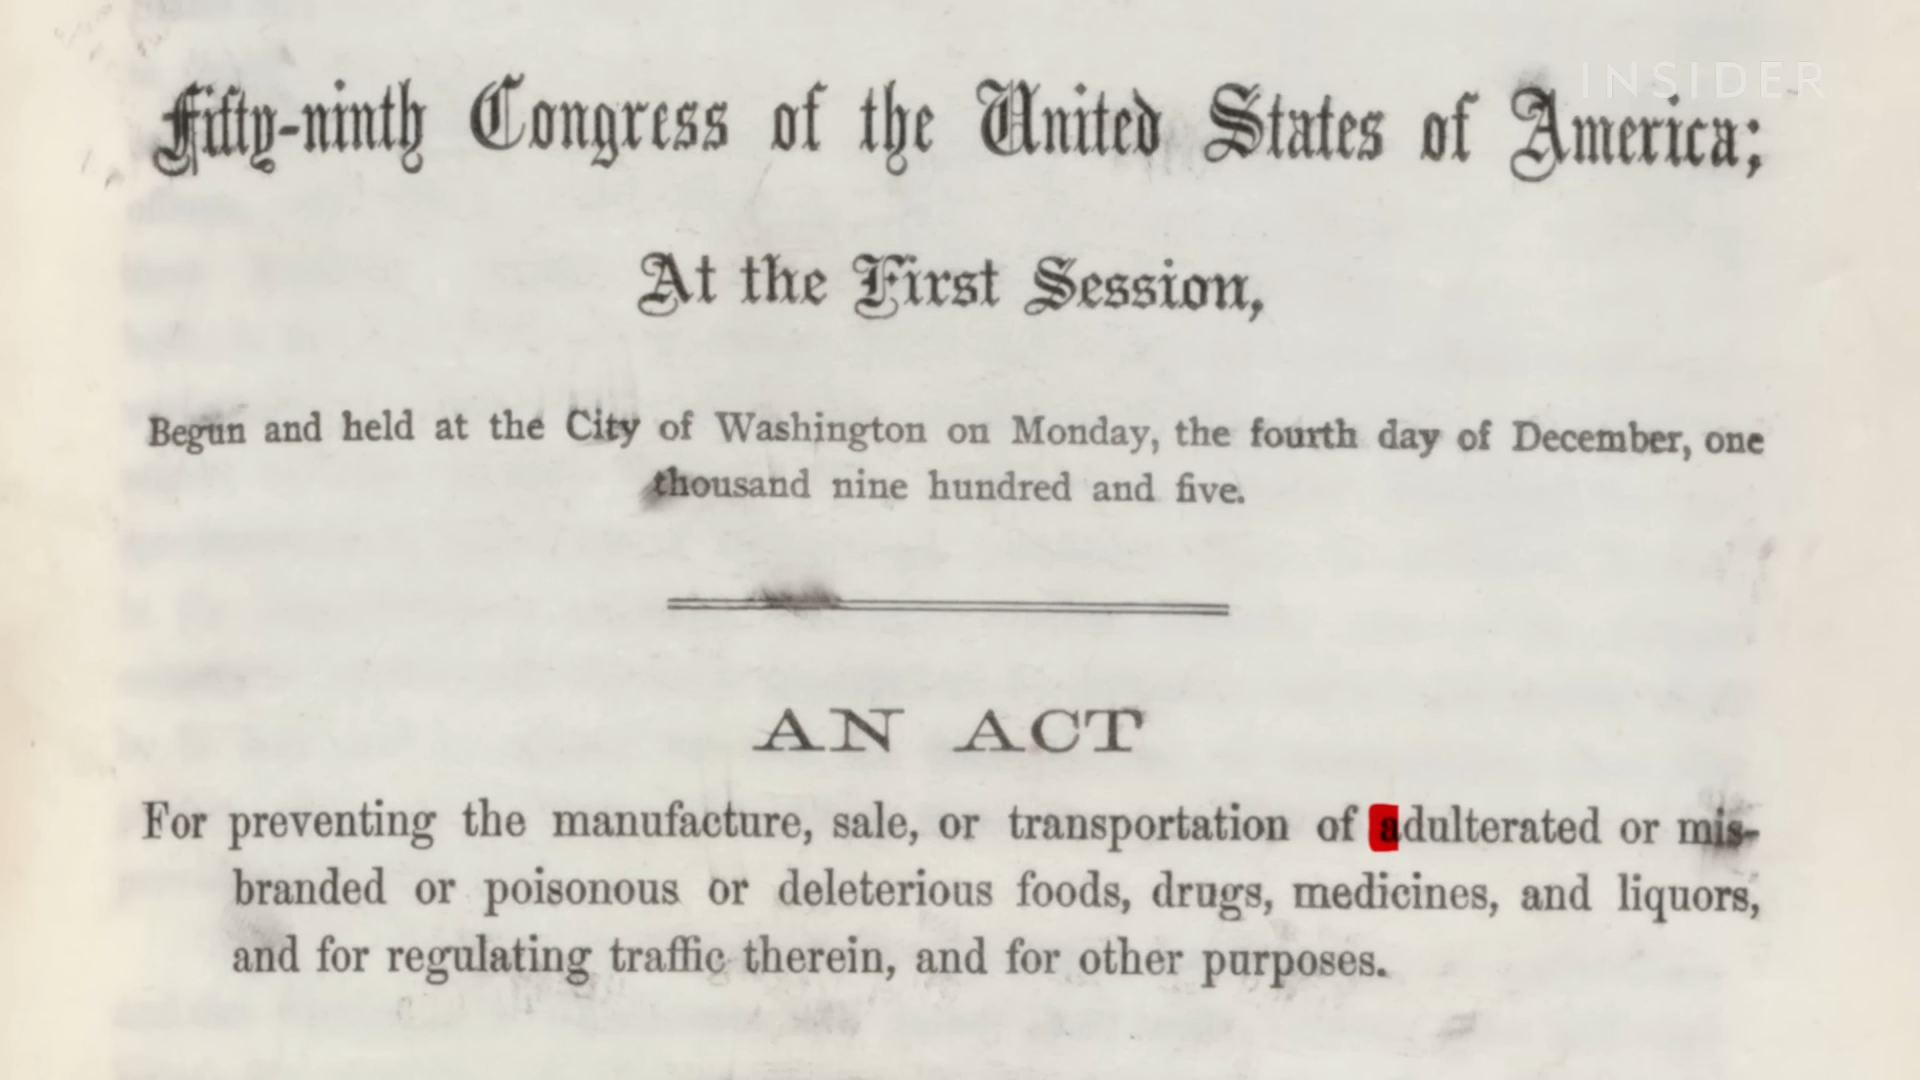 INSIDER
Fifty-ninth Congress of the United States of America;
At the First Session,
Begun and held at the City of Washington on Monday, the fourth day of December, one
thousand nine hundred and five.
AN ACT
For preventing the manufacture, sale, or transportation of adulterated or mis-
branded or poisonous or deleterious foods, drugs, medicines, and liquors,
and for regulating traffic therein, and for other purposes.